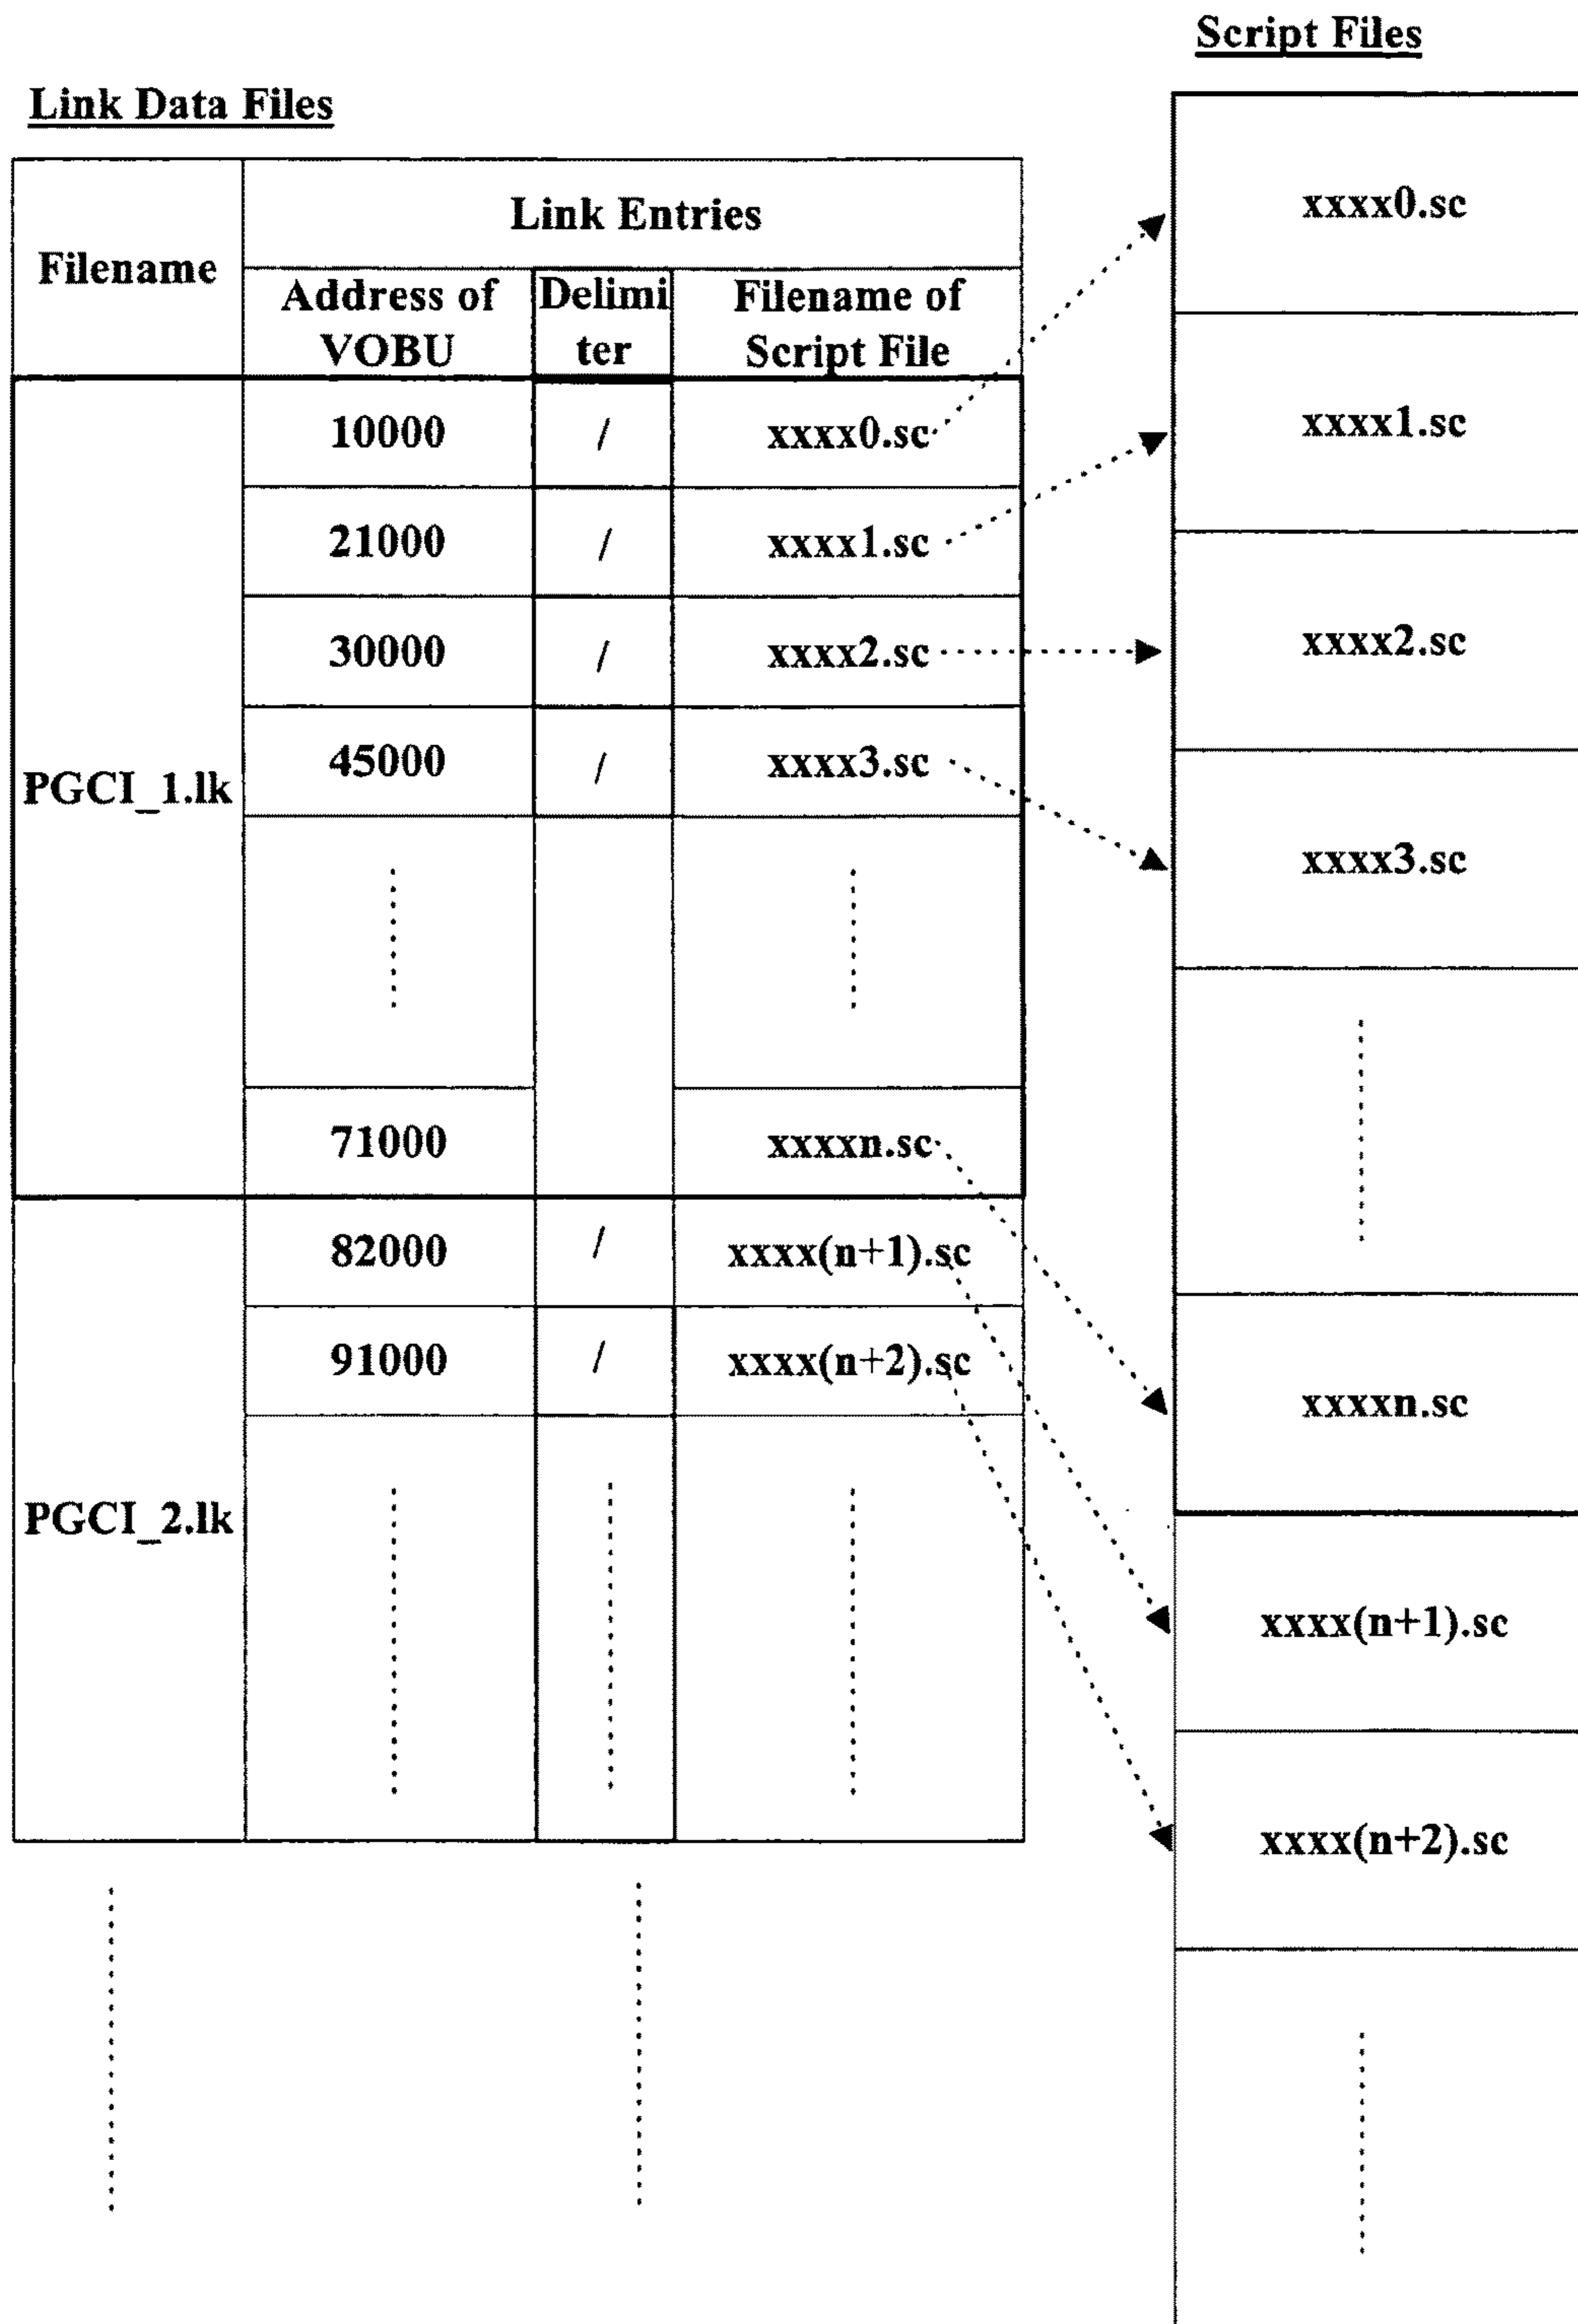 Script Files
Link Data Files
Filename
Link Entries
Address of
VOBU
Delimi
ter
Filename of
Script File
PGCI_1.lk
10000 / xxxx0.sc
21000 / xxxx1.sc
30000 / xxxx2.sc
45000 / xxxx3.sc
71000 xxxxn.sc
PGCI_2.lk
82000 / xxxx(n+1).sc
91000 / xxxx(n+2).sc
xxxx0.sc
xxxx1.sc
xxxx2.sc
xxxx3.sc
xxxxn.sc
xxxx(n+1).sc
xxxx(n+2).sc